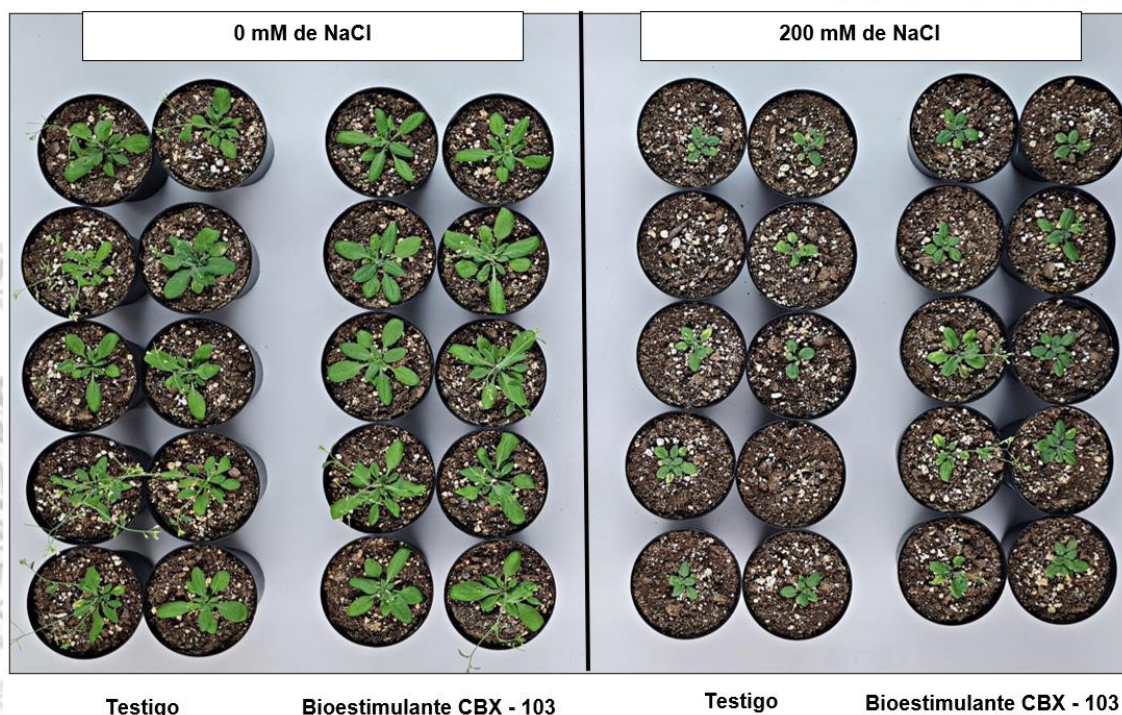 0 mM de NaCl
200 mM de NaCl
Testigo
Bioestimulante CBX - 103
Testigo
Bioestimulante CBX - 103